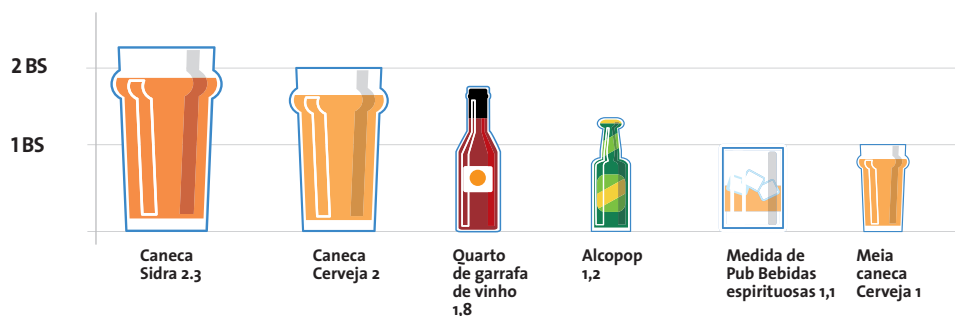 2 BS
1 BS
Caneca
Sidra 2.3
Caneca
Cerveja 2
Quarto
de garrafa
de vinho
1,8
Alcopop
1,2
Medida de
Pub Bebidas
espirituosas 1,1
Meia
caneca
Cerveja 1